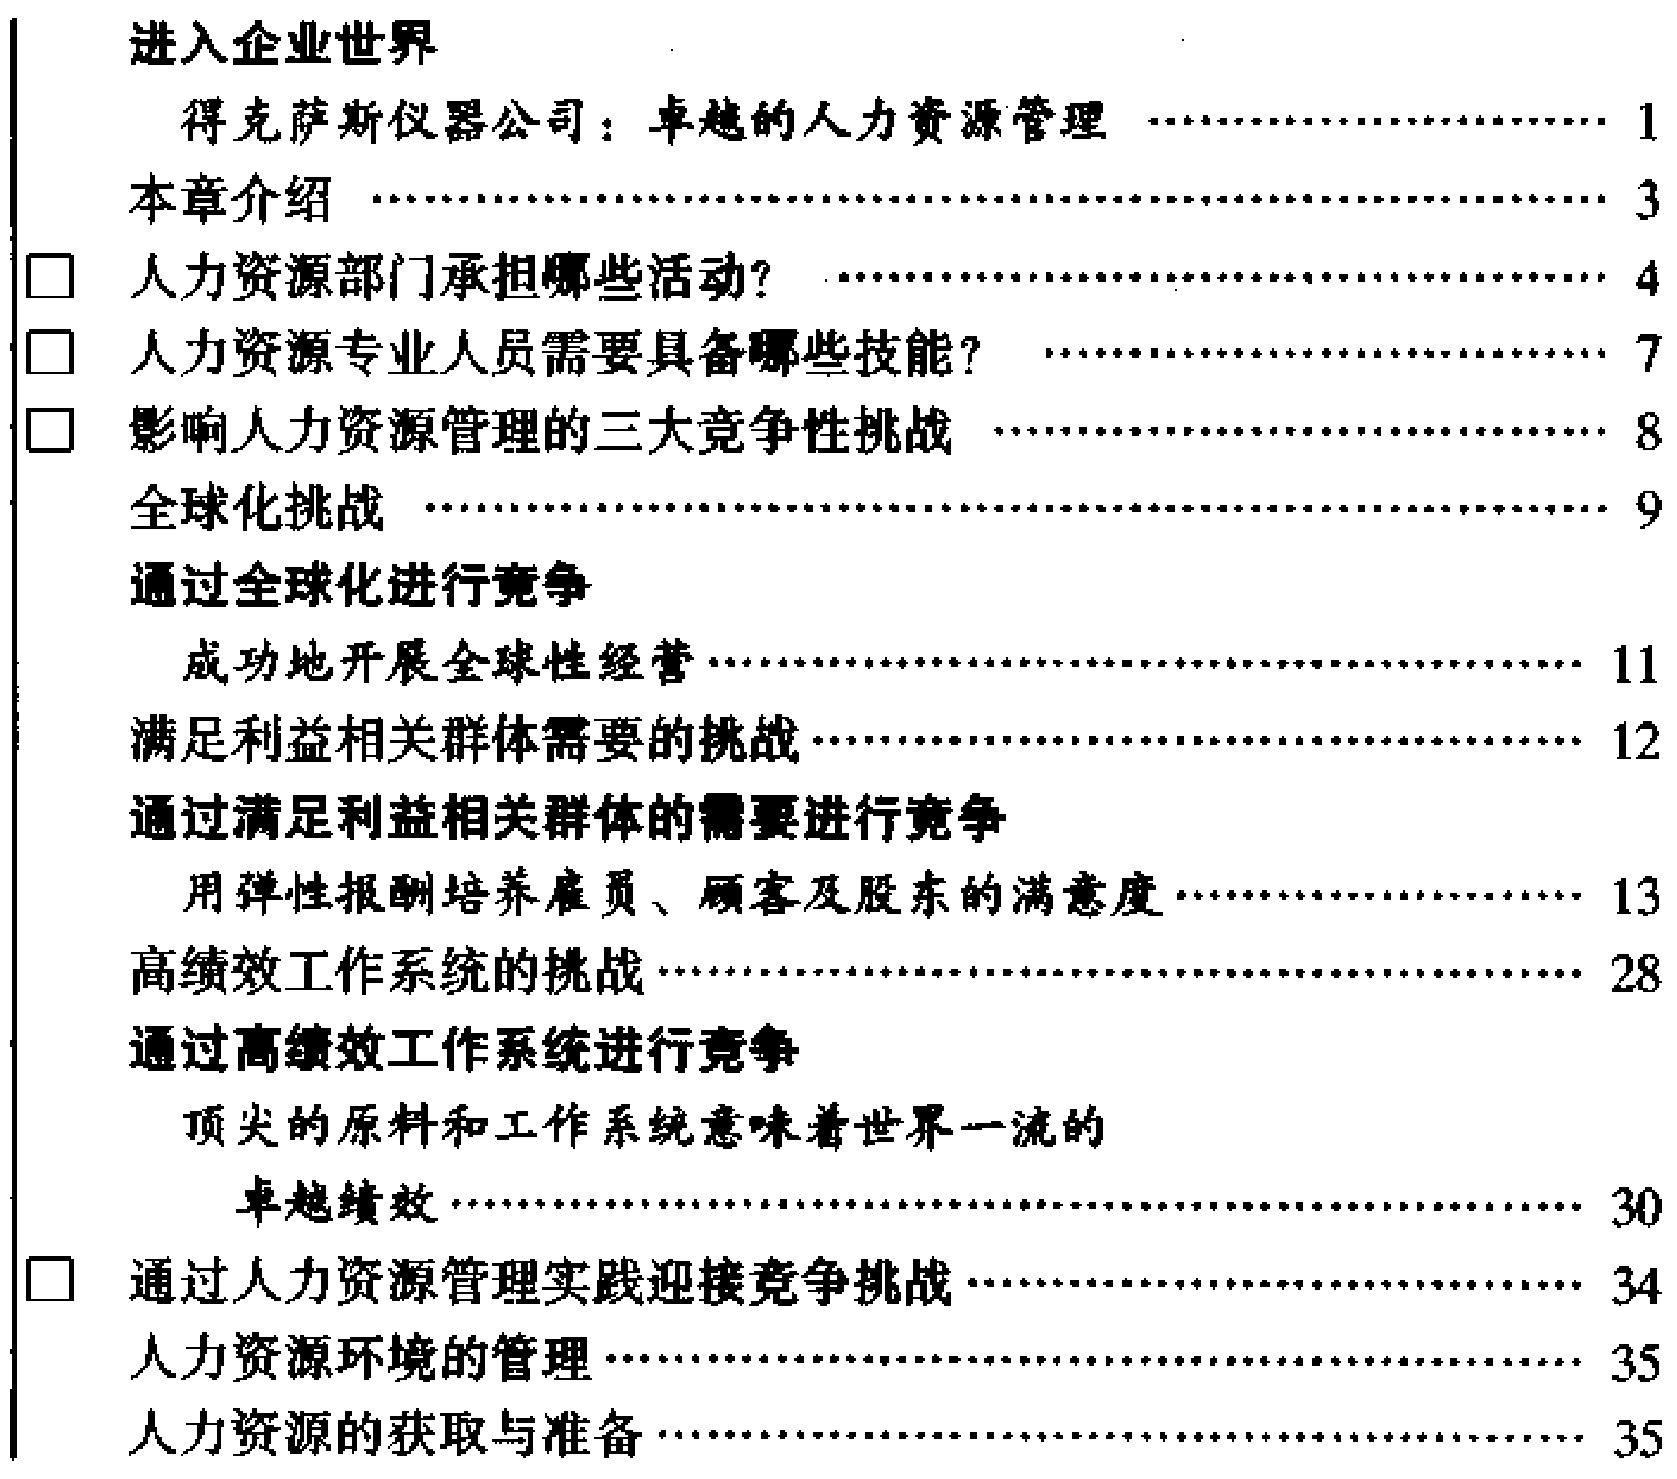 进入企业世界
得克萨斯仪器公司：卓越的人力资源管理 ………………………… 1
本章介绍 ………………………… 3
□ 人力资源部门承担哪些活动? ………………………… 4
□ 人力资源专业人员需要具备哪些技能? ………………………… 7
□ 影响人力资源管理的三大竞争性挑战 ………………………… 8
全球化挑战 ………………………… 9
通过全球化进行竞争
成功地开展全球性经营 ………………………… 11
满足利益相关群体需要的挑战 ………………………… 12
通过满足利益相关群体的需要进行竞争
用弹性报酬培养雇员、顾客及股东的满意度 ………………………… 13
高绩效工作系统的挑战 ………………………… 28
通过高绩效工作系统进行竞争
顶尖的原料和工作系统意味着世界一流的
卓越绩效 ………………………… 30
□ 通过人力资源管理实践迎接竞争挑战 ………………………… 34
人力资源环境的管理 ………………………… 35
人力资源的获取与准备 ………………………… 35